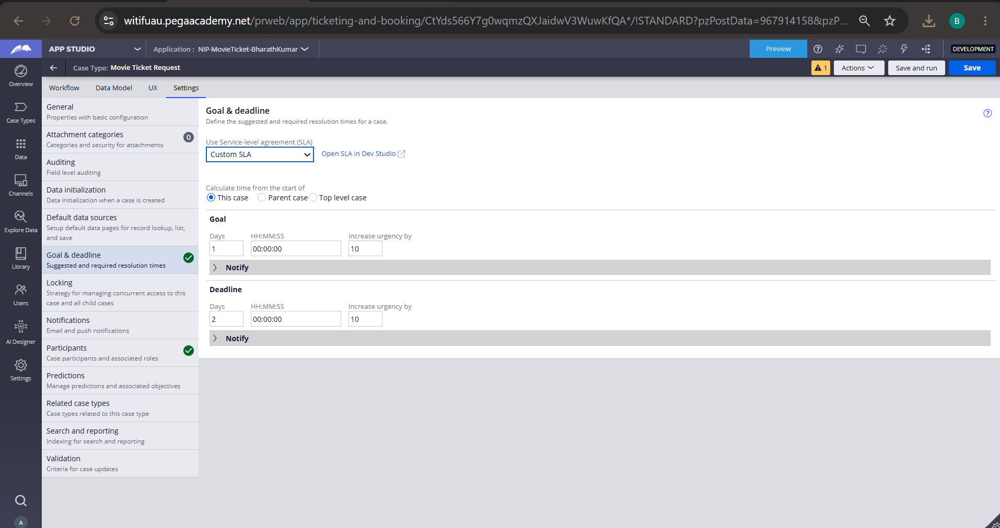 witifuau.pegaacademy.net/prweb/app/ticketing-and-booking/CtYds566Y7g0wqmzQXJaidwV3WuwKfQA*/!STANDARD?pzPostData=967914158&pzP...
B
APP STUDIO
Application : NIP-MovieTicket-BharathKumar
Preview
DEVELOPMENT
Case Type: Movie Ticket Request
1
Actions
Save and run
Save
Overview
Case Types
Data
Channels
Explore Data
Library
Users
AI
AI Designer
Settings
A
Workflow
Data Model
UX
Settings
General
Properties with basic configuration
Attachment categories
0
Categories and security for attachments
Auditing
Field level auditing
Data initialization
Data initialization when a case is created
Default data sources
Setup default data pages for record lookup, list,
and save
Goal & deadline
Suggested and required resolution times
Locking
Strategy for managing concurrent access to this
case and all child cases
Notifications
Email and push notifications
Participants
Case participants and associated roles
Predictions
Manage predictions and associated objectives
Related case types
Case types related to this case type
Search and reporting
Indexing for search and reporting
Validation
Criteria for case updates
Goal & deadline
Define the suggested and required resolution times for a case.
Use Service-level agreement (SLA)
Custom SLA
Open SLA in Dev Studio
Calculate time from the start of
This case Parent case Top level case
Goal
Days HH:MM:SS Increase urgency by
1 00:00:00 10
Notify
Deadline
Days HH:MM:SS Increase urgency by
2 00:00:00 10
Notify